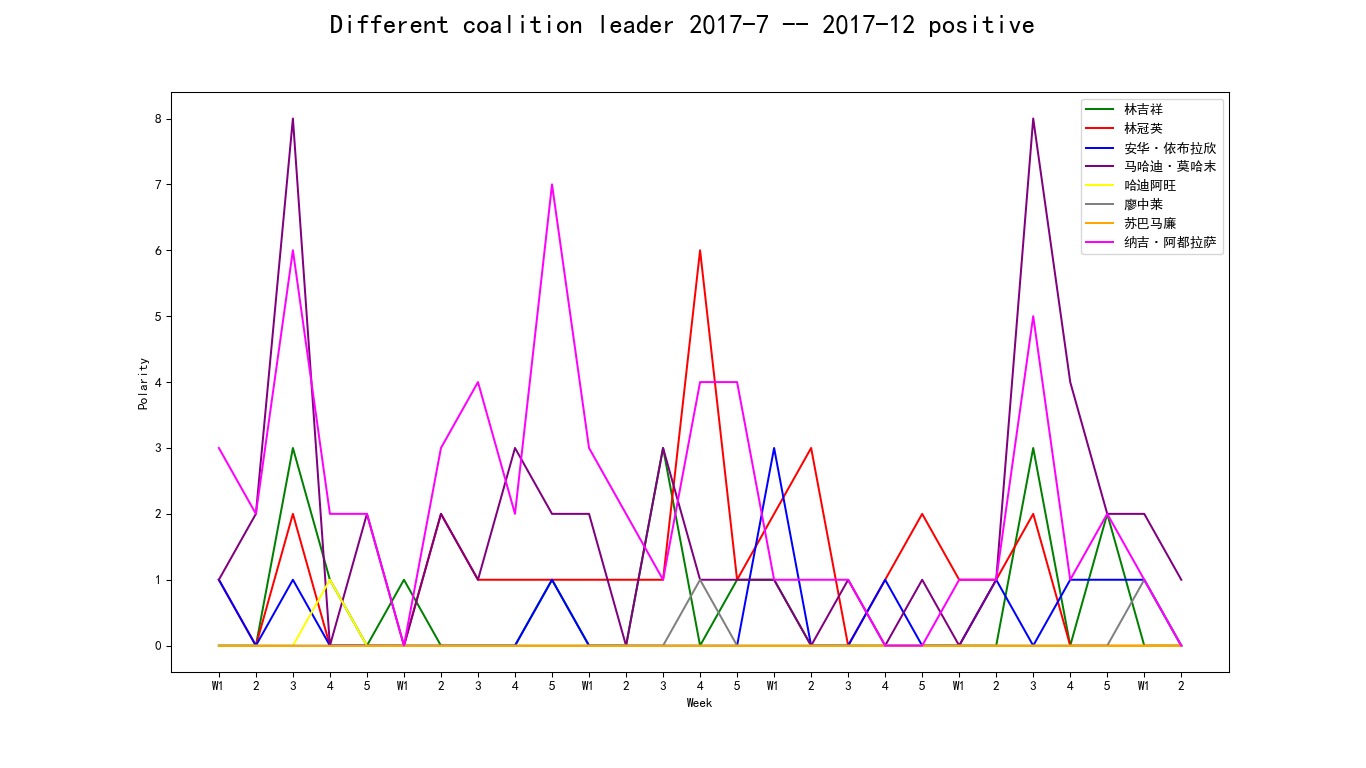 Different coalition leader 2017-7 -- 2017-12 positive
林吉祥
林冠英
安华·依布拉欣
马哈迪·莫哈末
哈迪阿旺
廖中莱
苏巴马廉
纳吉·阿都拉萨
8
7
6
5
4
3
2
1
0
Polarity
W1 2 3 4 5 W1 2 3 4 5 W1 2 3 4 5 W1 2 3 4 5 W1 2 3 4 5 W1 2
Week